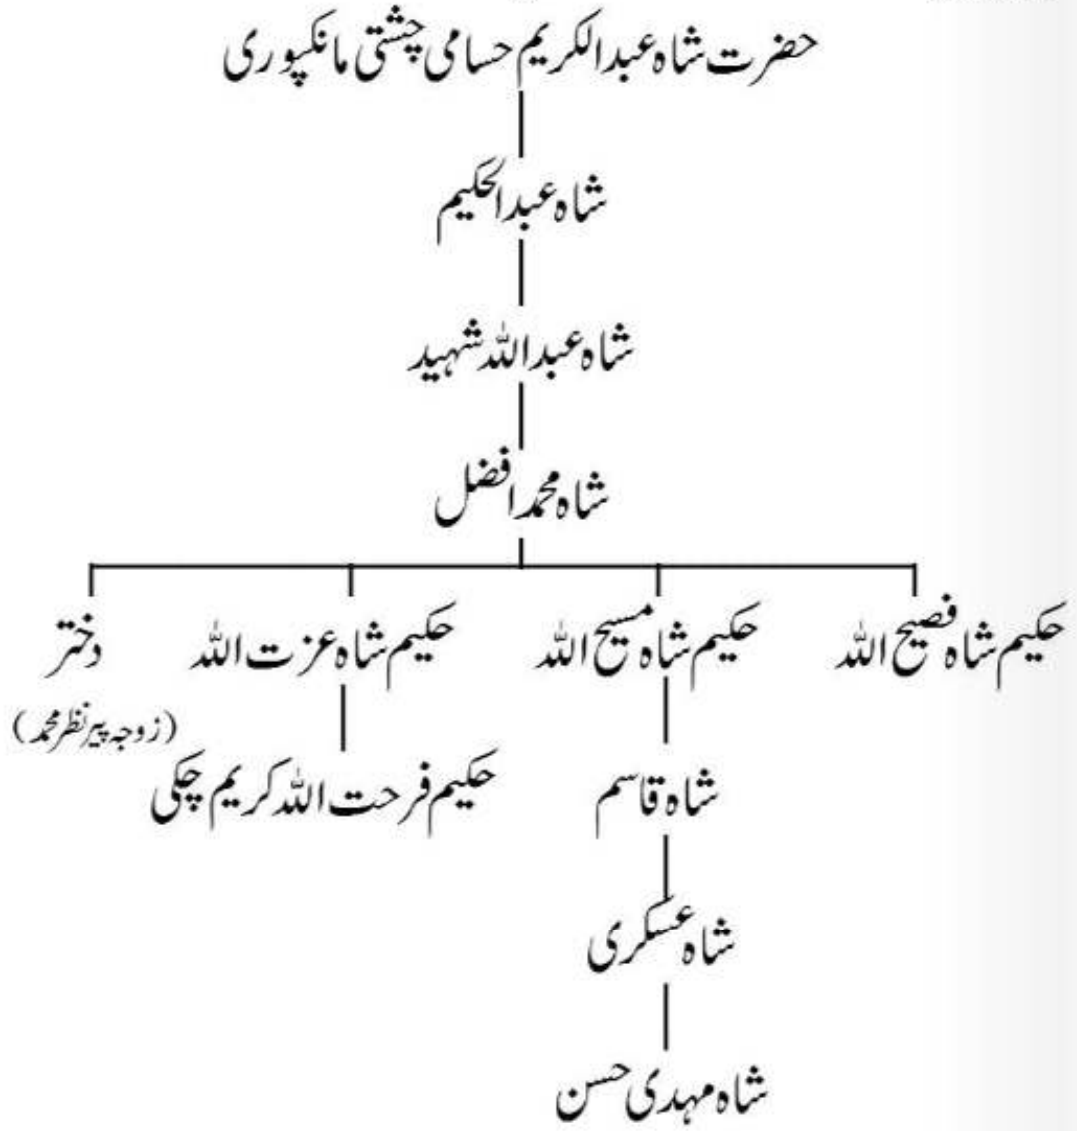 حضرت شاہ عبدالکریم حسامی چشتی مانکپوری
شاہ عبدالحکیم
شاہ عبداللہ شہید
شاہ محمد افضل
حکیم شاہ فصیح اللہ
حکیم شاہ مسیح اللہ
حکیم شاہ عزت اللہ
دختر
(زوجہ پیر نظر محمد)
شاہ قاسم
حکیم فرحت اللہ کریم چکی
شاہ عسکری
شاہ مہدی حسن